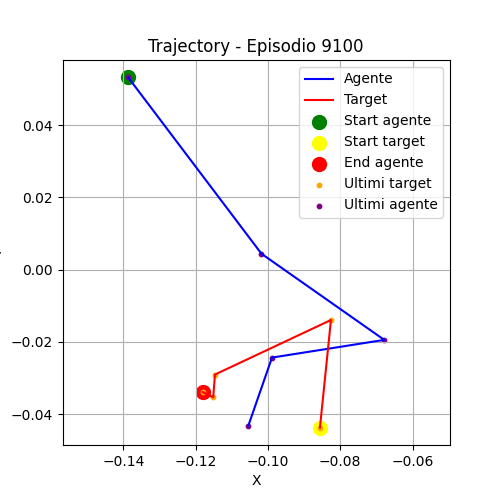 Trajectory - Episodio 9100
Agente
Target
Start agente
Start target
End agente
Ultimi target
Ultimi agente
0.04
0.02
0.00
−0.02
−0.04
−0.14
−0.12
−0.10
−0.08
−0.06
X